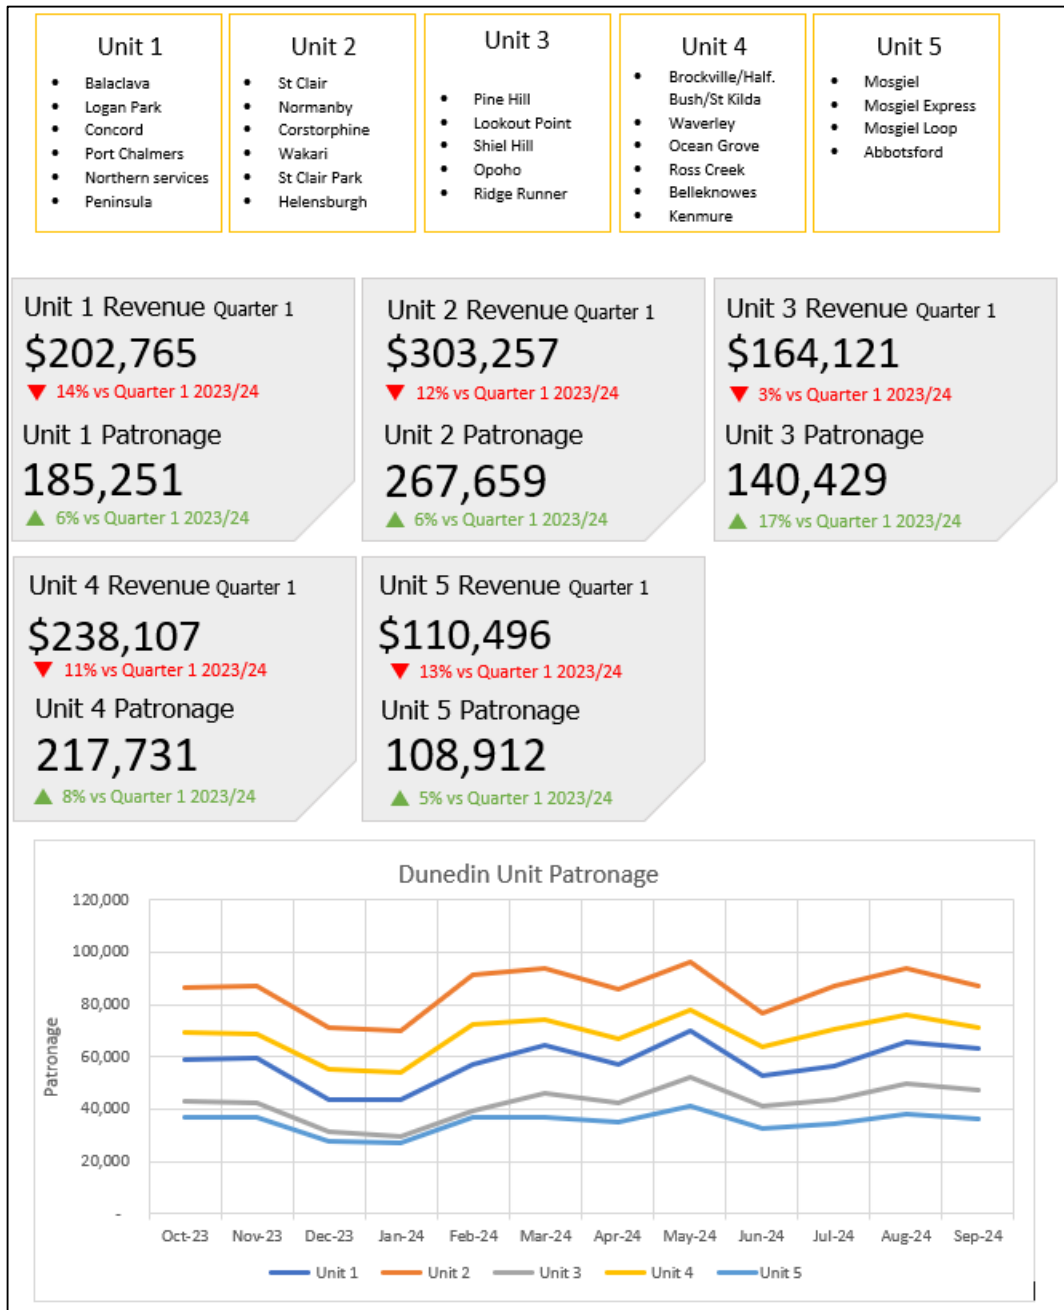 Unit 1
Balaclava
Logan Park
Concord
Port Chalmers
Northern services
Peninsula
Unit 2
St Clair
Normanby
Corstorphine
Wakari
St Clair Park
Helensburgh
Unit 3
Pine Hill
Lookout Point
Shiel Hill
Opoho
Ridge Runner
Unit 4
Brockville/Half.
Bush/St Kilda
Waverley
Ocean Grove
Ross Creek
Belleknowes
Kenmure
Unit 5
Mosgiel
Mosgiel Express
Mosgiel Loop
Abbotsford
Unit 1 Revenue Quarter 1
$202,765
14% vs Quarter 1 2023/24
Unit 1 Patronage
185,251
6% vs Quarter 1 2023/24
Unit 2 Revenue Quarter 1
$303,257
12% vs Quarter 1 2023/24
Unit 2 Patronage
267,659
6% vs Quarter 1 2023/24
Unit 3 Revenue Quarter 1
$164,121
3% vs Quarter 1 2023/24
Unit 3 Patronage
140,429
17% vs Quarter 1 2023/24
Unit 4 Revenue Quarter 1
$238,107
11% vs Quarter 1 2023/24
Unit 4 Patronage
217,731
8% vs Quarter 1 2023/24
Unit 5 Revenue Quarter 1
$110,496
13% vs Quarter 1 2023/24
Unit 5 Patronage
108,912
5% vs Quarter 1 2023/24
Dunedin Unit Patronage
Patronage
120,000
100,000
80,000
60,000
40,000
20,000
-
Oct-23 Nov-23 Dec-23 Jan-24 Feb-24 Mar-24 Apr-24 May-24 Jun-24 Jul-24 Aug-24 Sep-24
Unit 1 Unit 2 Unit 3 Unit 4 Unit 5